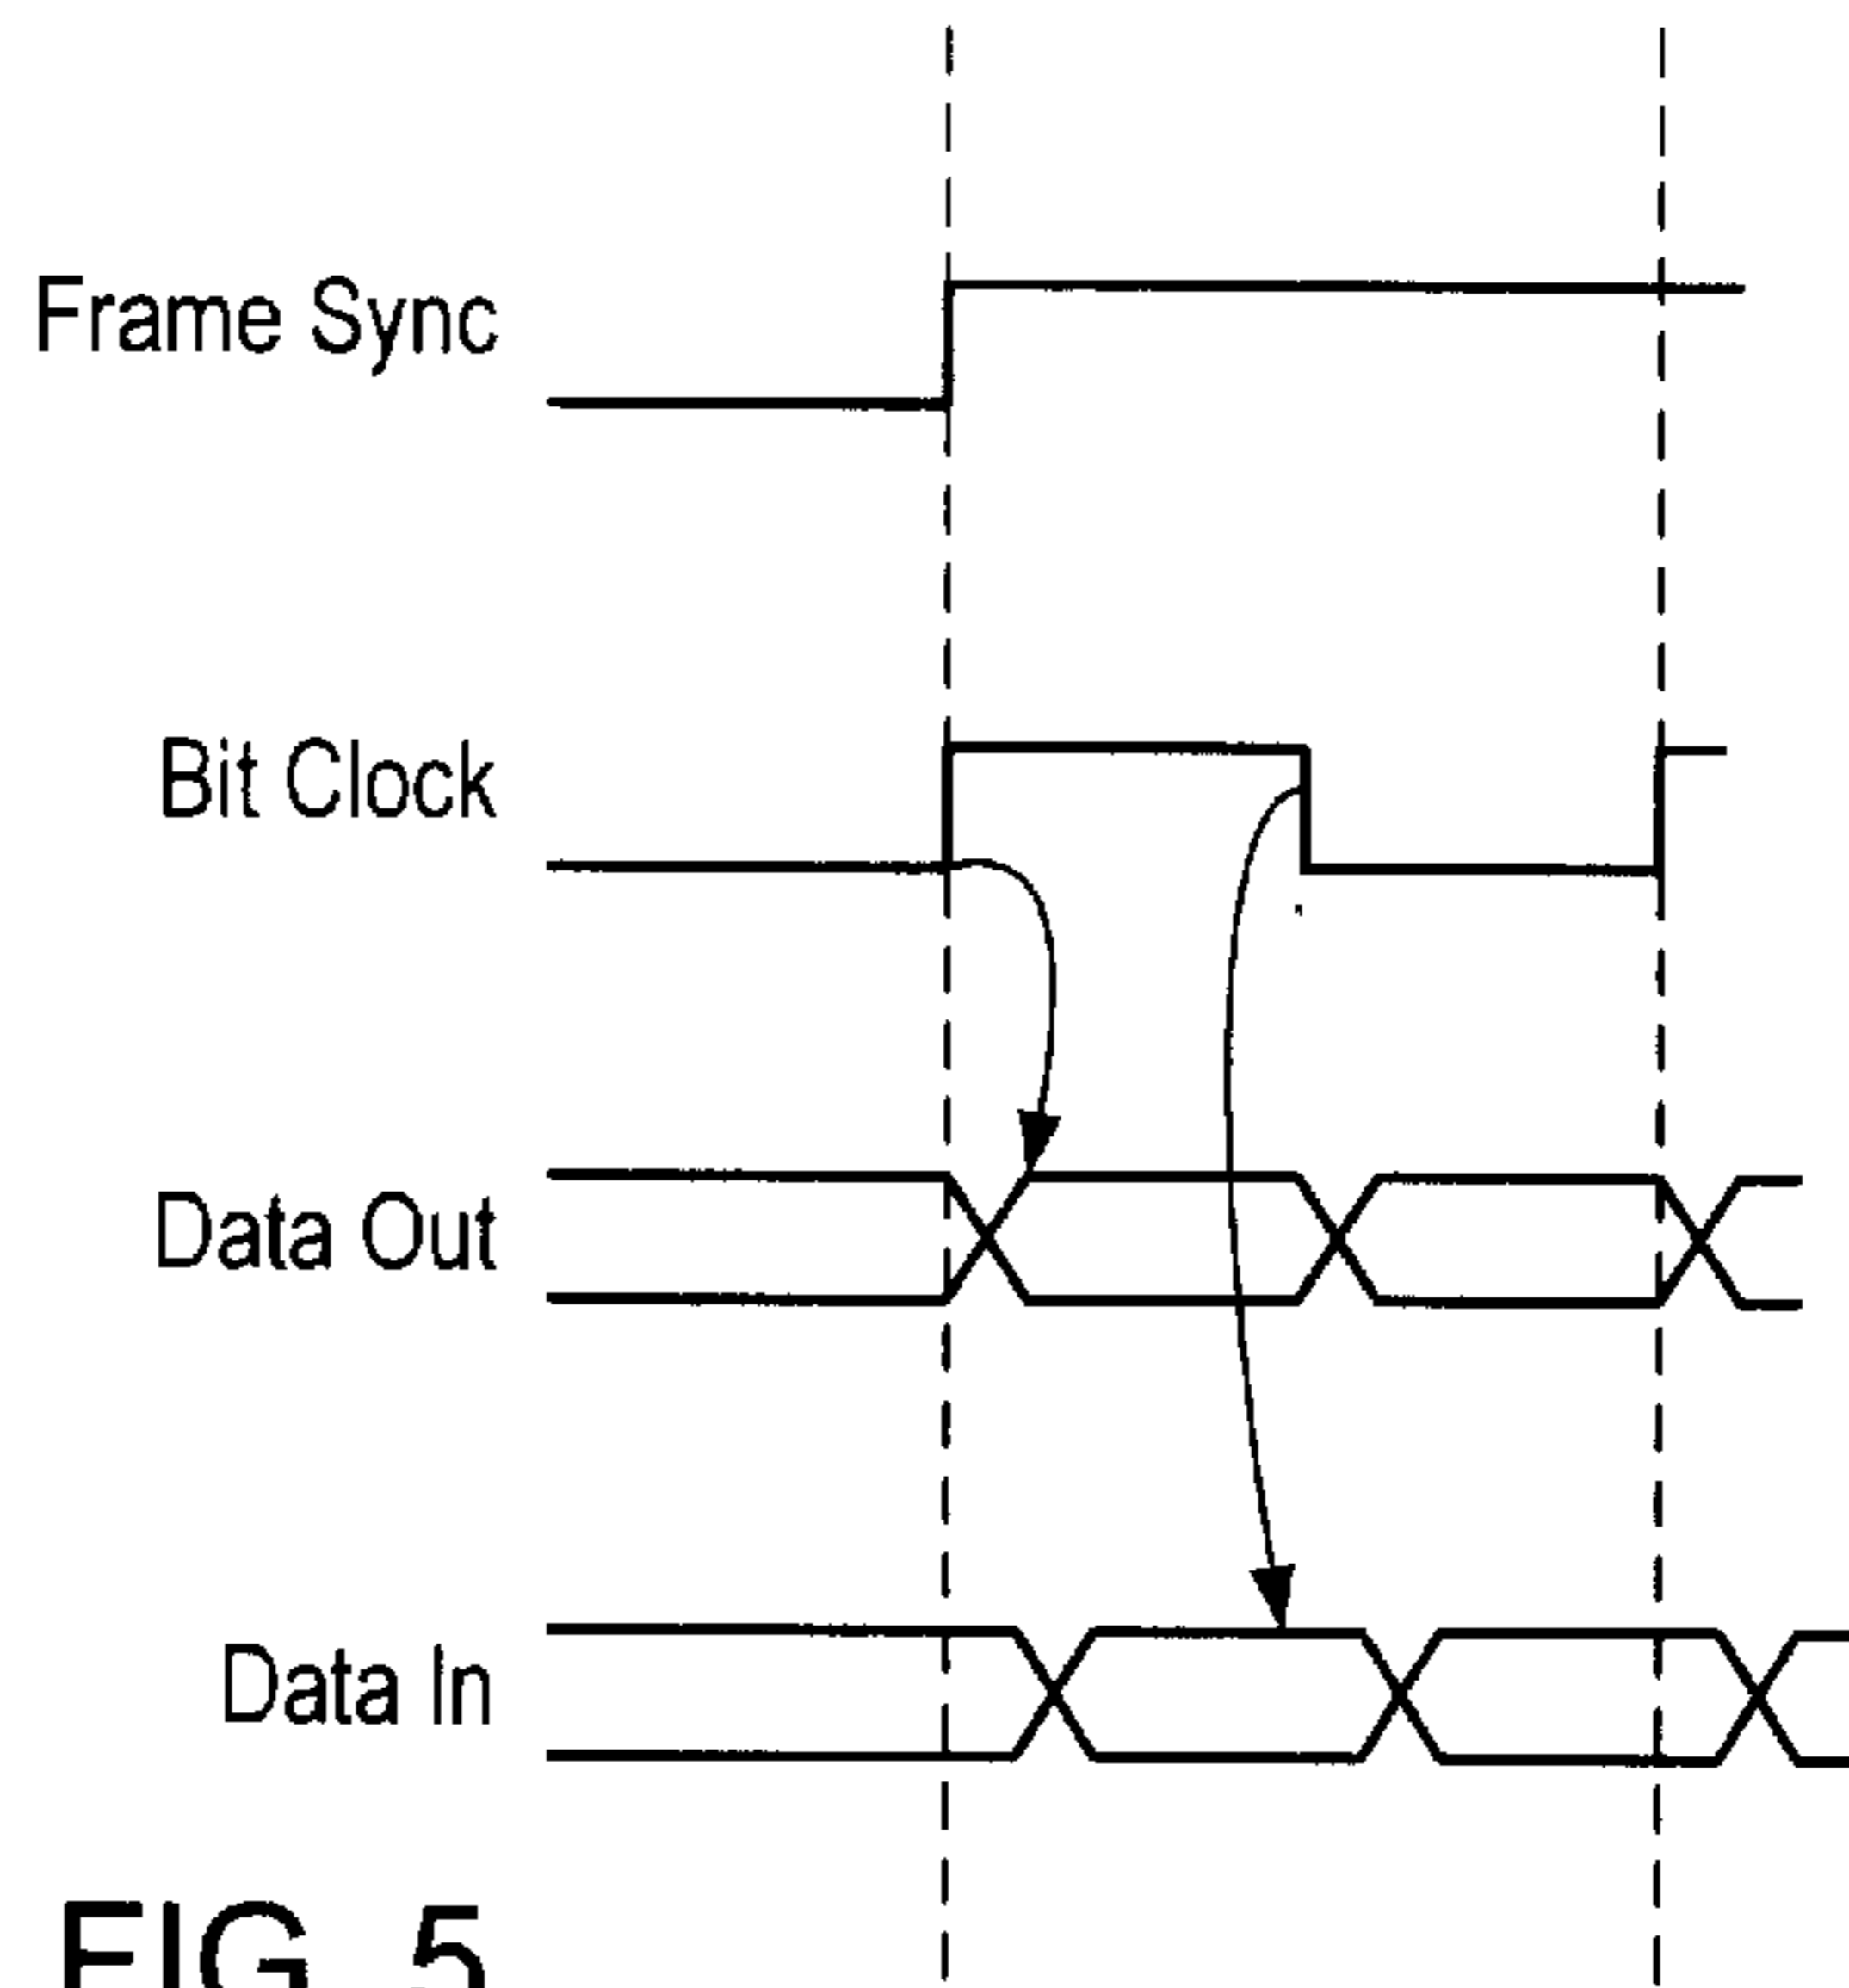 Frame Sync
Bit Clock
Data Out
Data In
FIG. 5